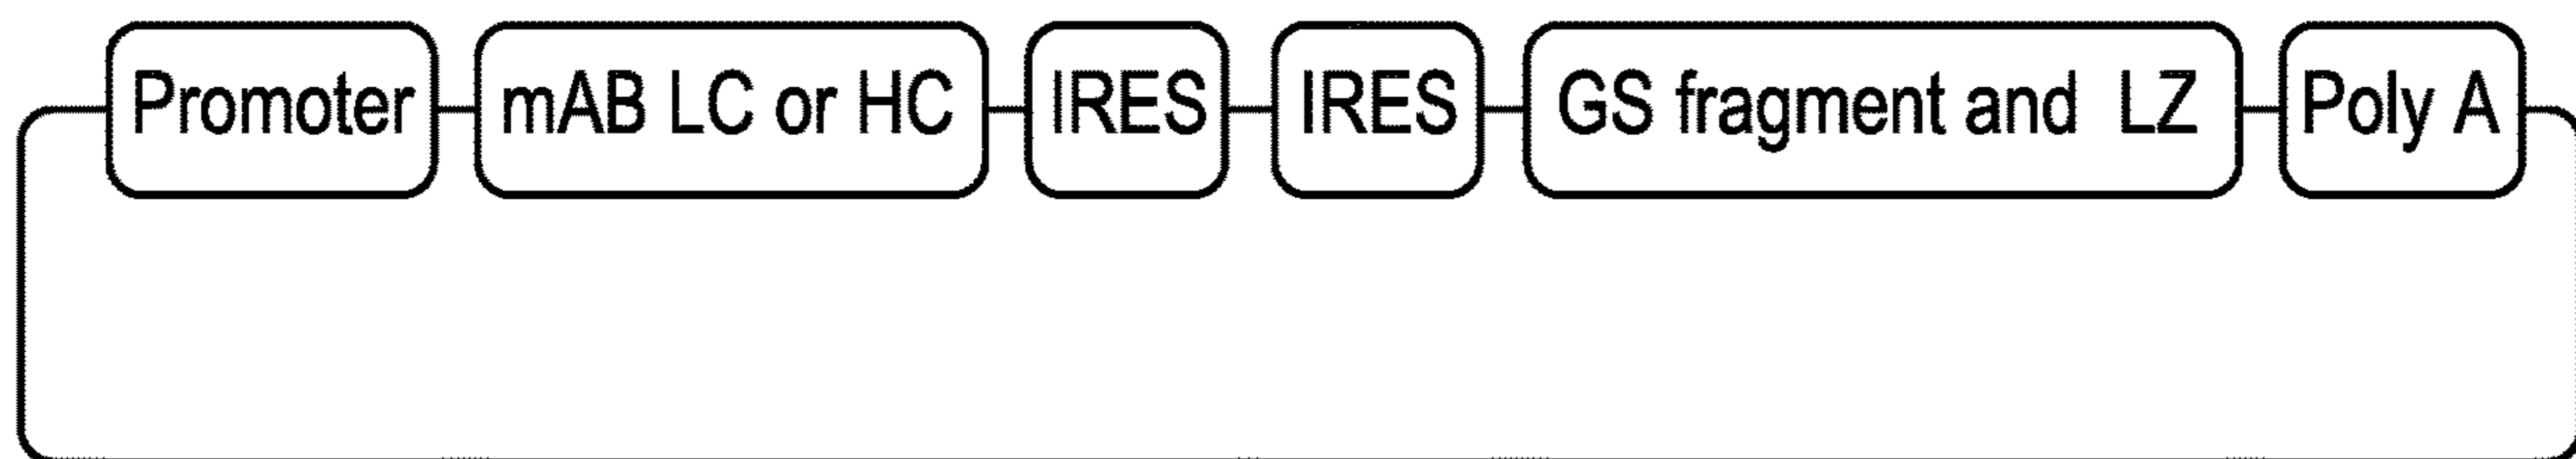 Promoter mAB LC or HC IRES IRES GS fragment and LZ Poly A